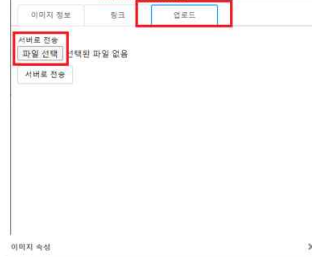 이미지 정보 링크 업로드
서버로 전송
파일 선택 선택된 파일 없음
서버로 전송
이미지 속성 X